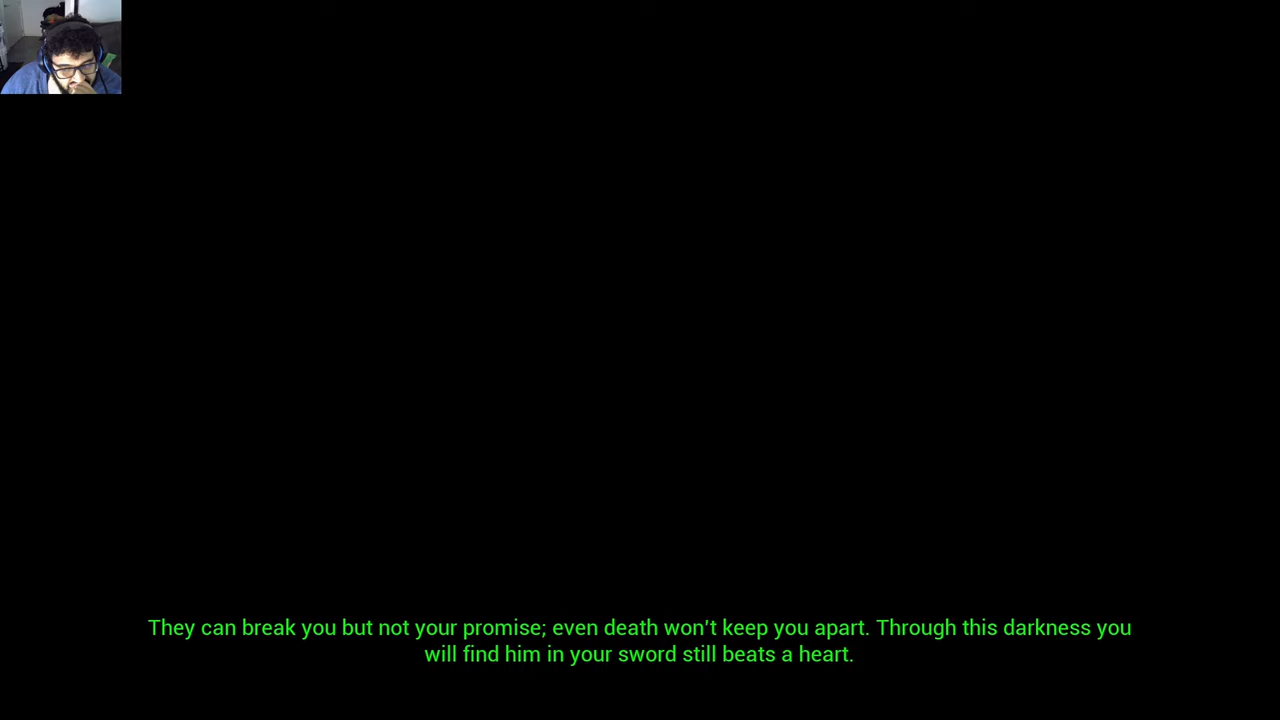 They can break you but not your promise; even death won't keep you apart. Through this darkness you
will find him in your sword still beats a heart.